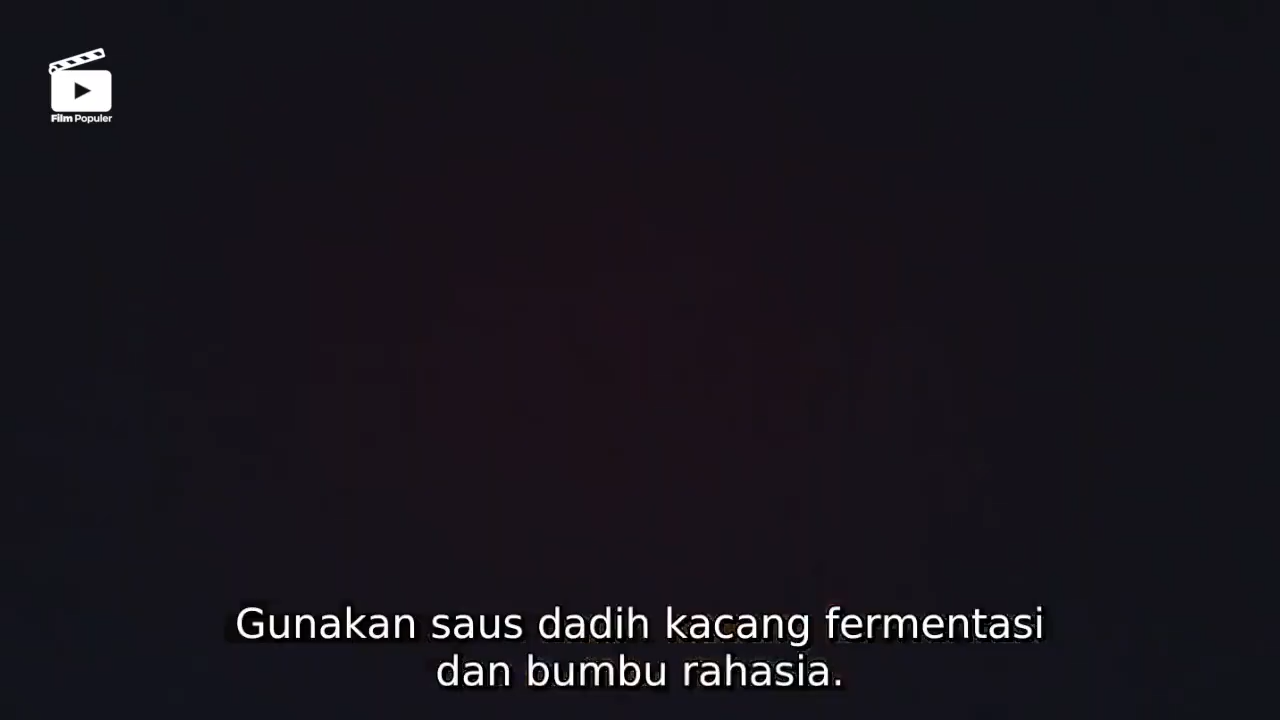 Film Populer
Gunakan saus dadih kacang fermentasi
dan bumbu rahasia.